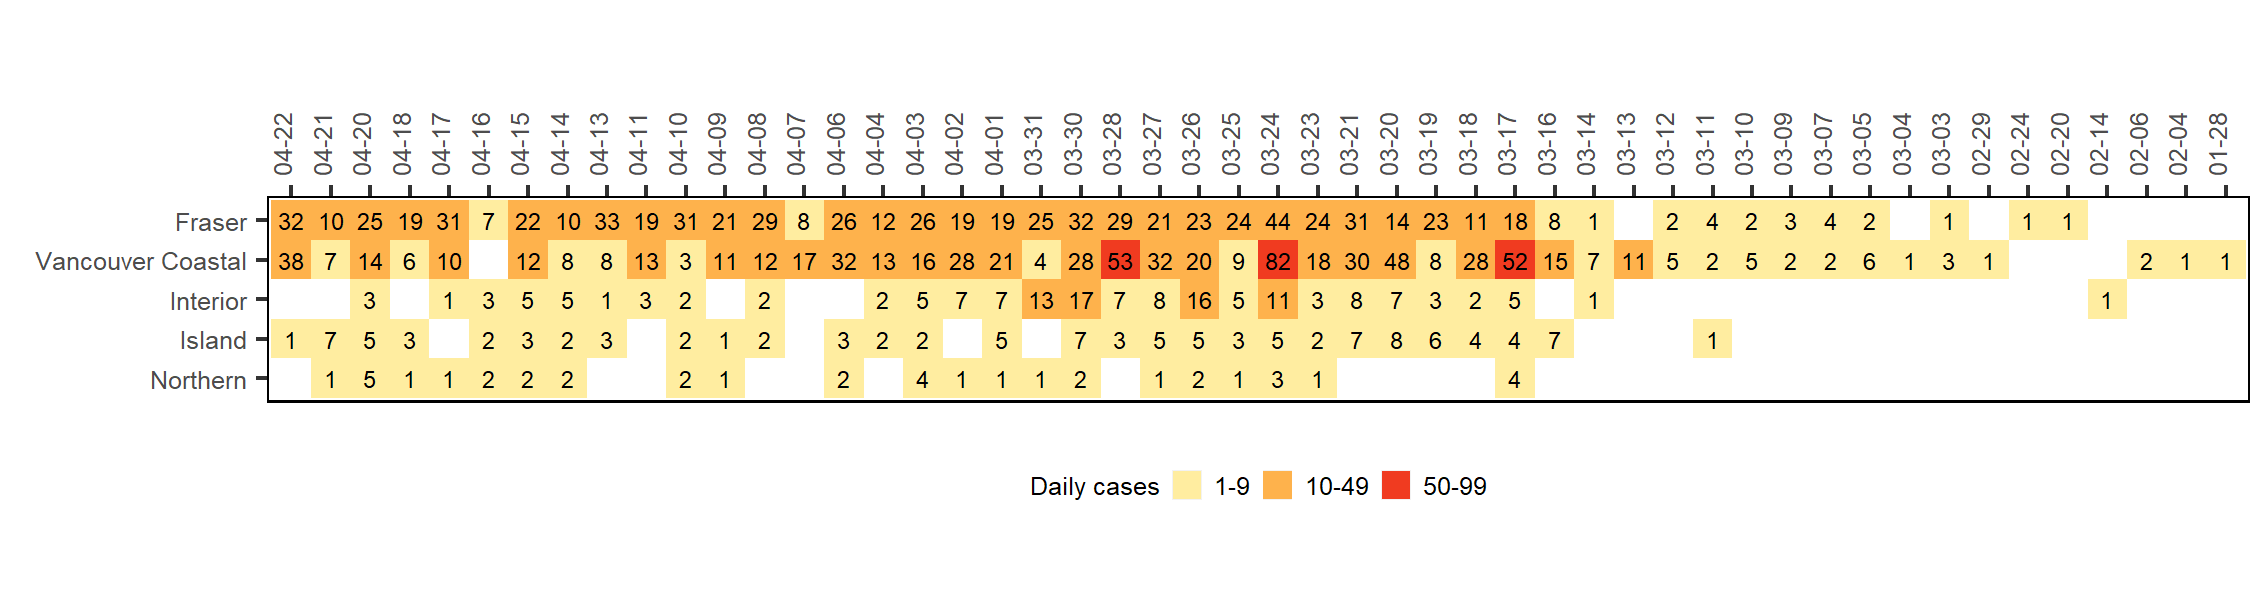 04-22 04-21 04-20 04-18 04-17 04-16 04-15 04-14 04-13 04-11 04-10 04-09 04-08 04-07 04-06 04-04 04-03 04-02 04-01 03-31 03-30 03-28 03-27 03-26 03-25 03-24 03-23 03-21 03-20 03-19 03-18 03-17 03-16 03-14 03-13 03-12 03-11 03-10 03-09 03-07 03-05 03-04 03-03 02-29 02-24 02-20 02-14 02-06 02-04 01-28
Fraser 32 10 25 19 31 7 22 10 33 19 31 21 29 8 26 12 26 19 19 25 32 29 21 23 24 44 24 31 14 23 11 18 8 1 2 4 2 3 4 2 1 1 1
Vancouver Coastal 38 7 14 6 10 12 8 8 13 3 11 12 17 32 13 16 28 21 4 28 53 32 20 9 82 18 30 48 8 28 52 15 7 11 5 2 5 2 2 6 1 3 1 2 1 1
Interior 3 1 3 5 5 1 3 2 2 2 5 7 7 13 17 7 8 16 5 11 3 8 7 3 2 5 1 1
Island 1 7 5 3 2 3 2 3 2 1 2 3 2 2 5 7 3 5 5 3 5 2 7 8 6 4 4 7 1
Northern 1 5 1 1 2 2 2 2 1 2 4 1 1 1 2 1 2 1 3 1 4
Daily cases 1-9 10-49 50-99